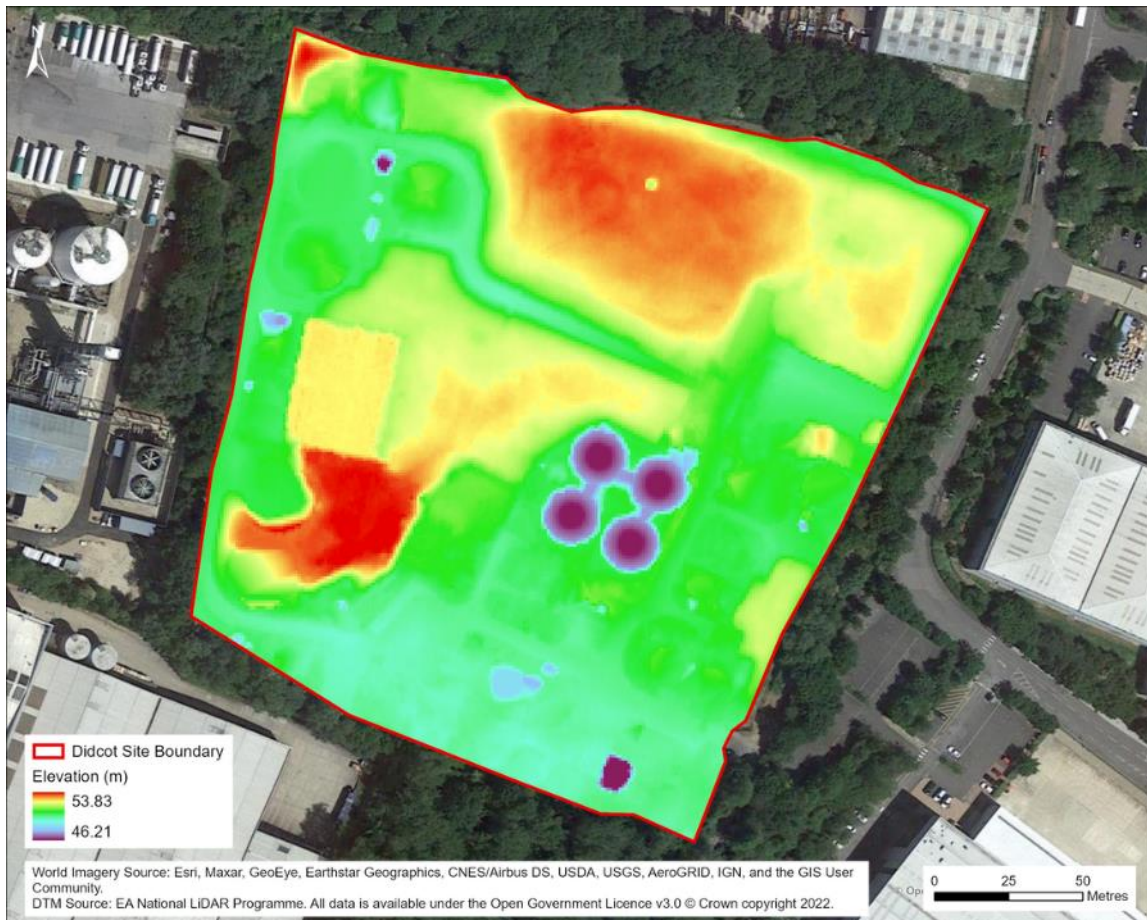 N
Didcot Site Boundary
Elevation (m)
53.83
46.21
World Imagery Source: Esri, Maxar, GeoEye, Earthstar Geographics, CNES/Airbus DS, USDA, USGS, AeroGRID, IGN, and the GIS User
Community.
DTM Source: EA National LiDAR Programme. All data is available under the Open Government Licence v3.0 © Crown copyright 2022.
0 25 50
Metres